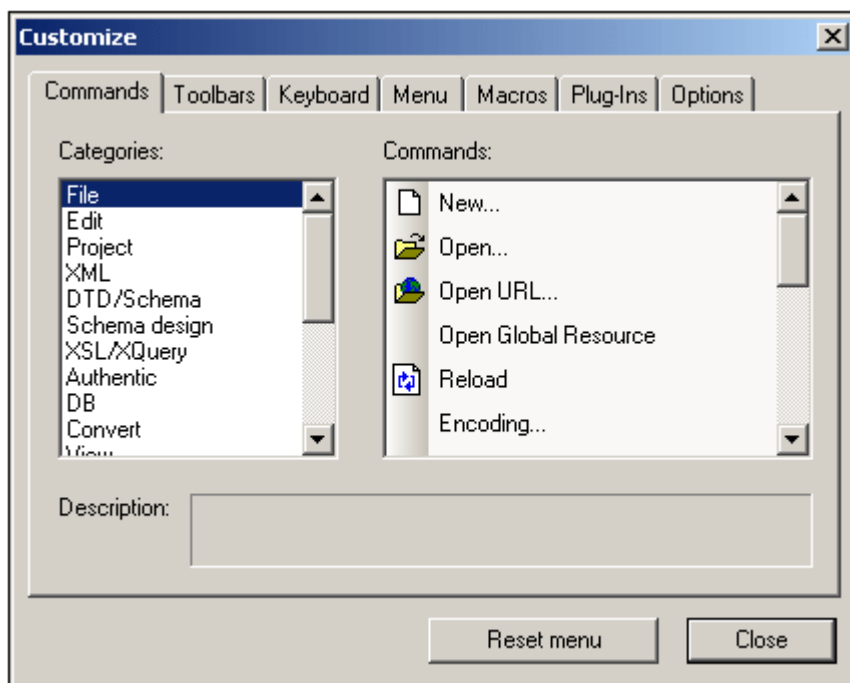 Customize
Commands Toolbars Keyboard Menu Macros Plug-Ins Options
Categories:
File
Edit
Project
XML
DTD/Schema
Schema design
XSL/XQuery
Authentic
DB
Convert
View
Commands:
New...
Open...
Open URL...
Open Global Resource
Reload
Encoding...
Description:
Reset menu Close